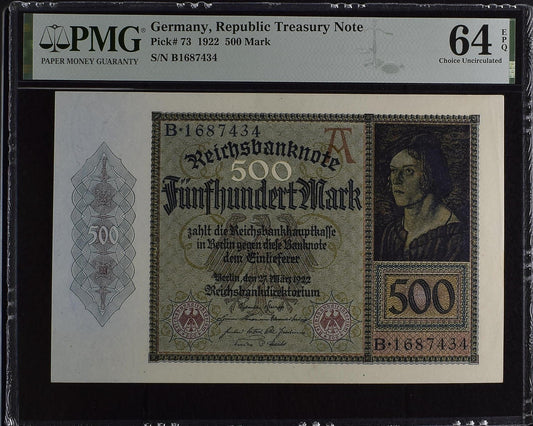 PMG
PAPER MONEY GUARANTY
Germany, Republic Treasury Note
Pick# 73 1922 500 Mark
S/N B1687434
64 EPQ
Choice Uncirculated
B·1687434
A
Reichsbanknote
500
Fünfhundert Mark
zahlt die Reichsbankhauptkasse
in Berlin gegen diese Banknote
dem Einlieferer
Berlin, den 27. März 1922
Reichsbankdirektorium
500
500
B·1687434